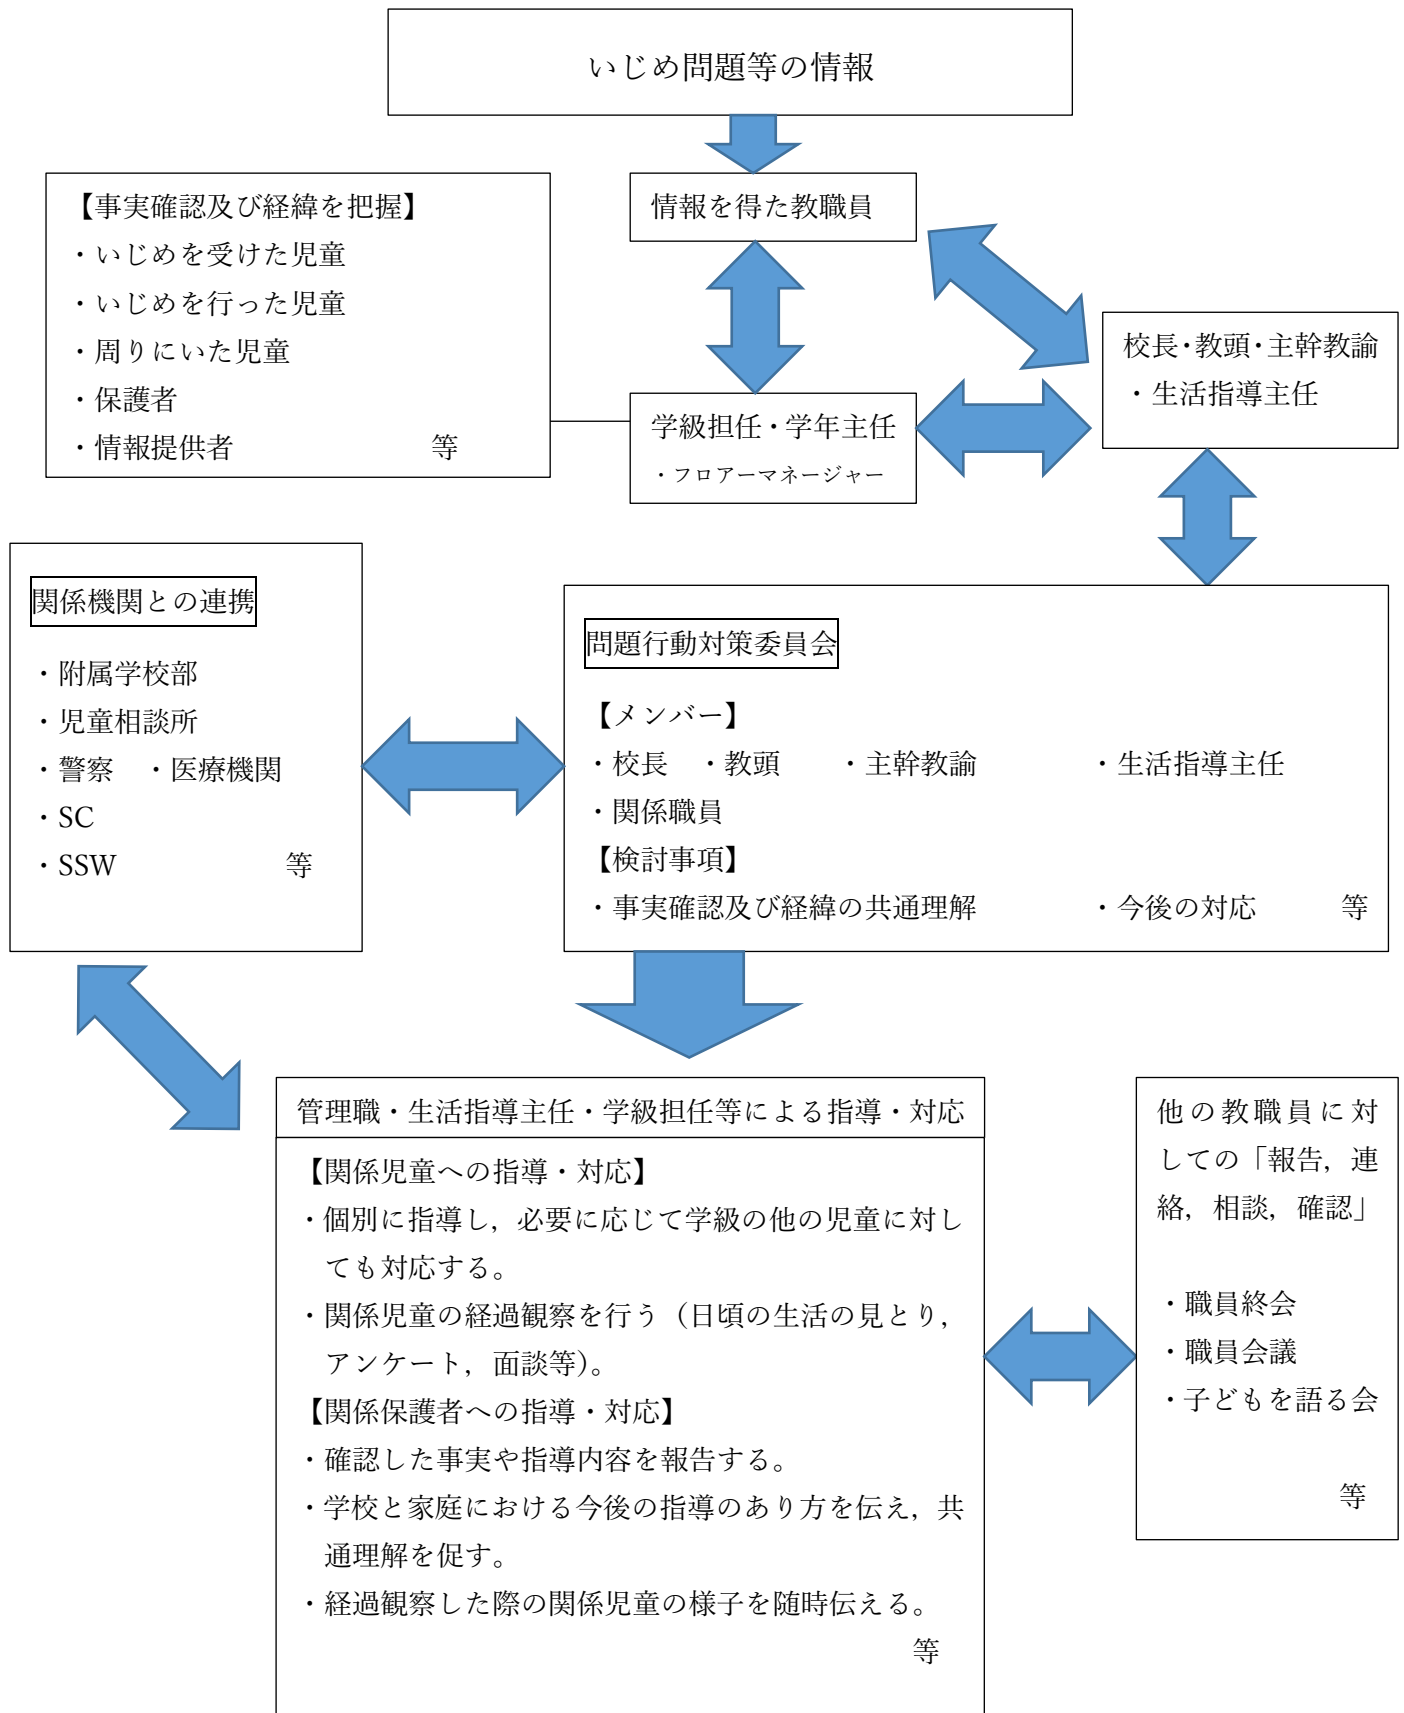 いじめ問題等の情報
情報を得た教職員
【事実確認及び経緯を把握】
・いじめを受けた児童
・いじめを行った児童
・周りにいた児童
・保護者
・情報提供者　　　　　　　等
校長・教頭・主幹教諭
・生活指導主任
学級担任・学年主任
・フロアーマネージャー
関係機関との連携
・附属学校部
・児童相談所
・警察　・医療機関
・SC
・SSW　　　　　　等
問題行動対策委員会
【メンバー】
・校長　・教頭　　・主幹教諭　　　　・生活指導主任
・関係職員
【検討事項】
・事実確認及び経緯の共通理解　　　　・今後の対応　　　等
管理職・生活指導主任・学級担任等による指導・対応
【関係児童への指導・対応】
・個別に指導し，必要に応じて学級の他の児童に対し
ても対応する。
・関係児童の経過観察を行う（日頃の生活の見とり，
アンケート，面談等）。
【関係保護者への指導・対応】
・確認した事実や指導内容を報告する。
・学校と家庭における今後の指導のあり方を伝え，共
通理解を促す。
・経過観察した際の関係児童の様子を随時伝える。
等
他の教職員に対
しての「報告，連
絡，相談，確認」
・職員終会
・職員会議
・子どもを語る会
等